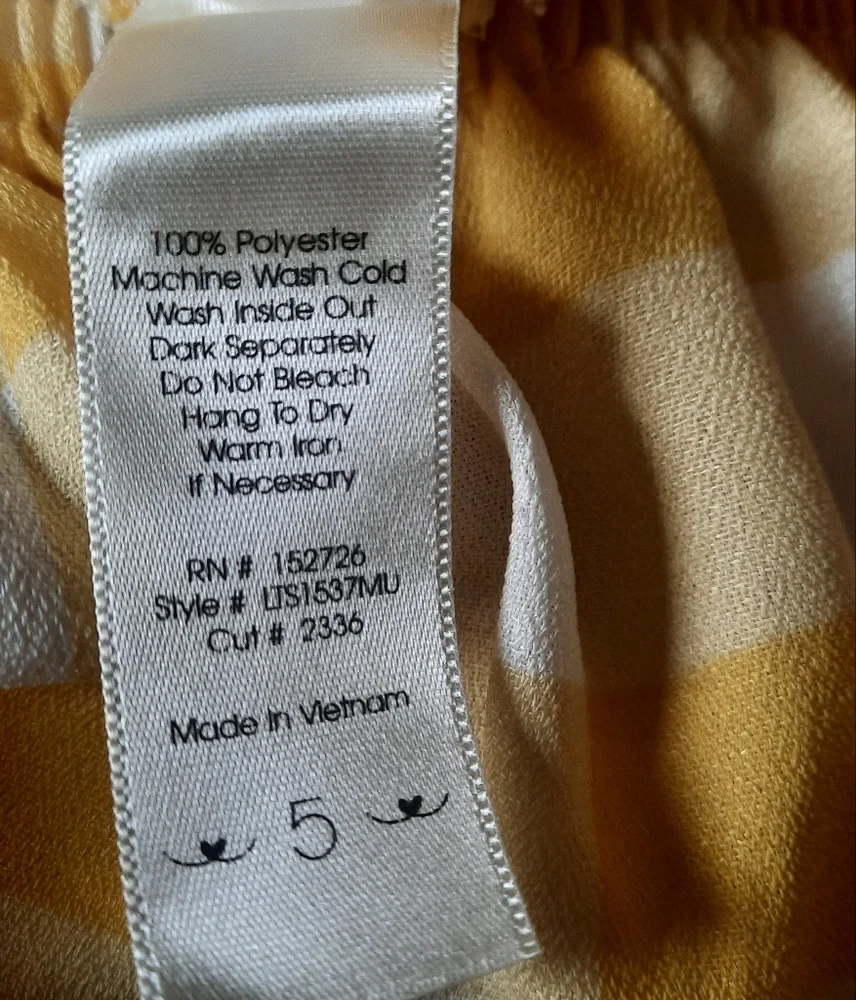 100% Polyester
Machine Wash Cold
Wash Inside Out
Dark Separately
Do Not Bleach
Hang To Dry
Warm Iron
If Necessary
RN # 152726
Style # LTS1537MU
Cut # 2336
Made In Vietnam
5